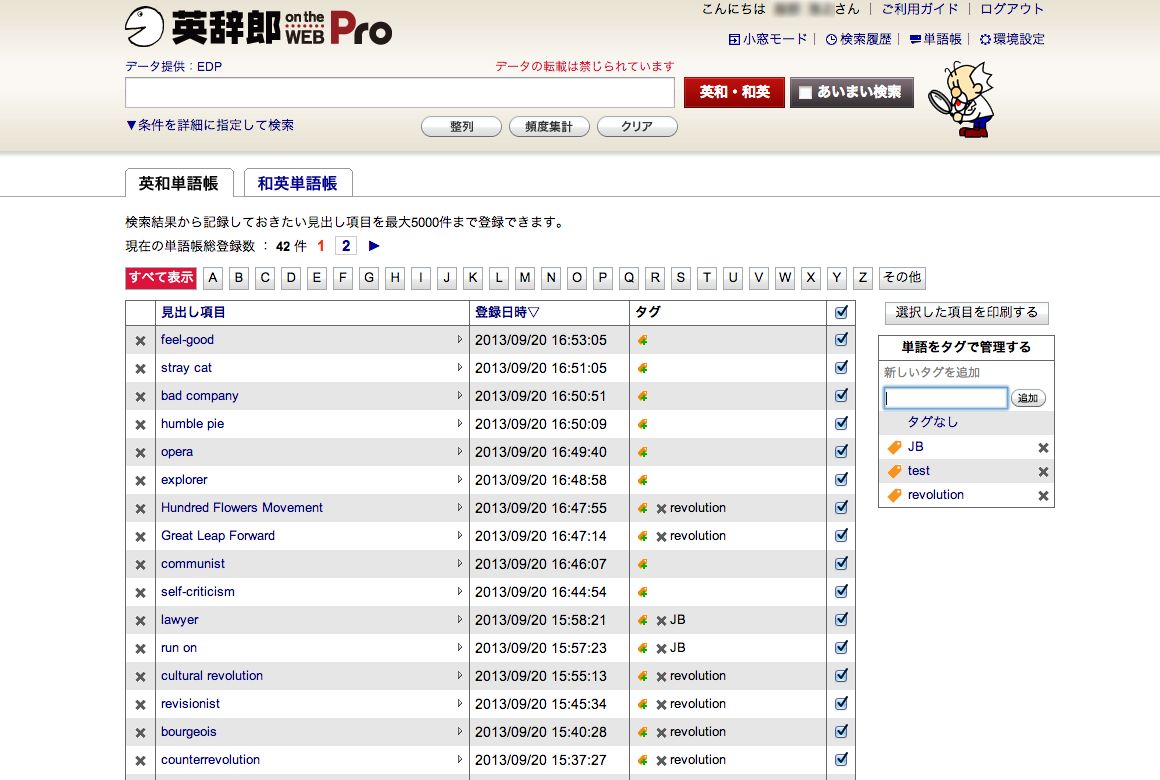 英辞郎 on the WEB Pro
こんにちは さん | ご利用ガイド | ログアウト
小窓モード | 検索履歴 | 単語帳 | 環境設定
データ提供：EDP データの転載は禁じられています
英和・和英 あいまい検索
▼条件を詳細に指定して検索 整列 頻度集計 クリア
英和単語帳 和英単語帳
検索結果から記録しておきたい見出し項目を最大5000件まで登録できます。
現在の単語帳総登録数 ： 42 件 1 2 ▶
すべて表示 A B C D E F G H I J K L M N O P Q R S T U V W X Y Z その他
見出し項目 登録日時▽ タグ
feel-good 2013/09/20 16:53:05
stray cat 2013/09/20 16:51:05
bad company 2013/09/20 16:50:51
humble pie 2013/09/20 16:50:09
opera 2013/09/20 16:49:40
explorer 2013/09/20 16:48:58
Hundred Flowers Movement 2013/09/20 16:47:55 revolution
Great Leap Forward 2013/09/20 16:47:14 revolution
communist 2013/09/20 16:46:07
self-criticism 2013/09/20 16:44:54
lawyer 2013/09/20 15:58:21 JB
run on 2013/09/20 15:57:23 JB
cultural revolution 2013/09/20 15:55:13 revolution
revisionist 2013/09/20 15:45:34 revolution
bourgeois 2013/09/20 15:40:28 revolution
counterrevolution 2013/09/20 15:37:27 revolution
選択した項目を印刷する
単語をタグで管理する
新しいタグを追加
追加
タグなし
JB
test
revolution